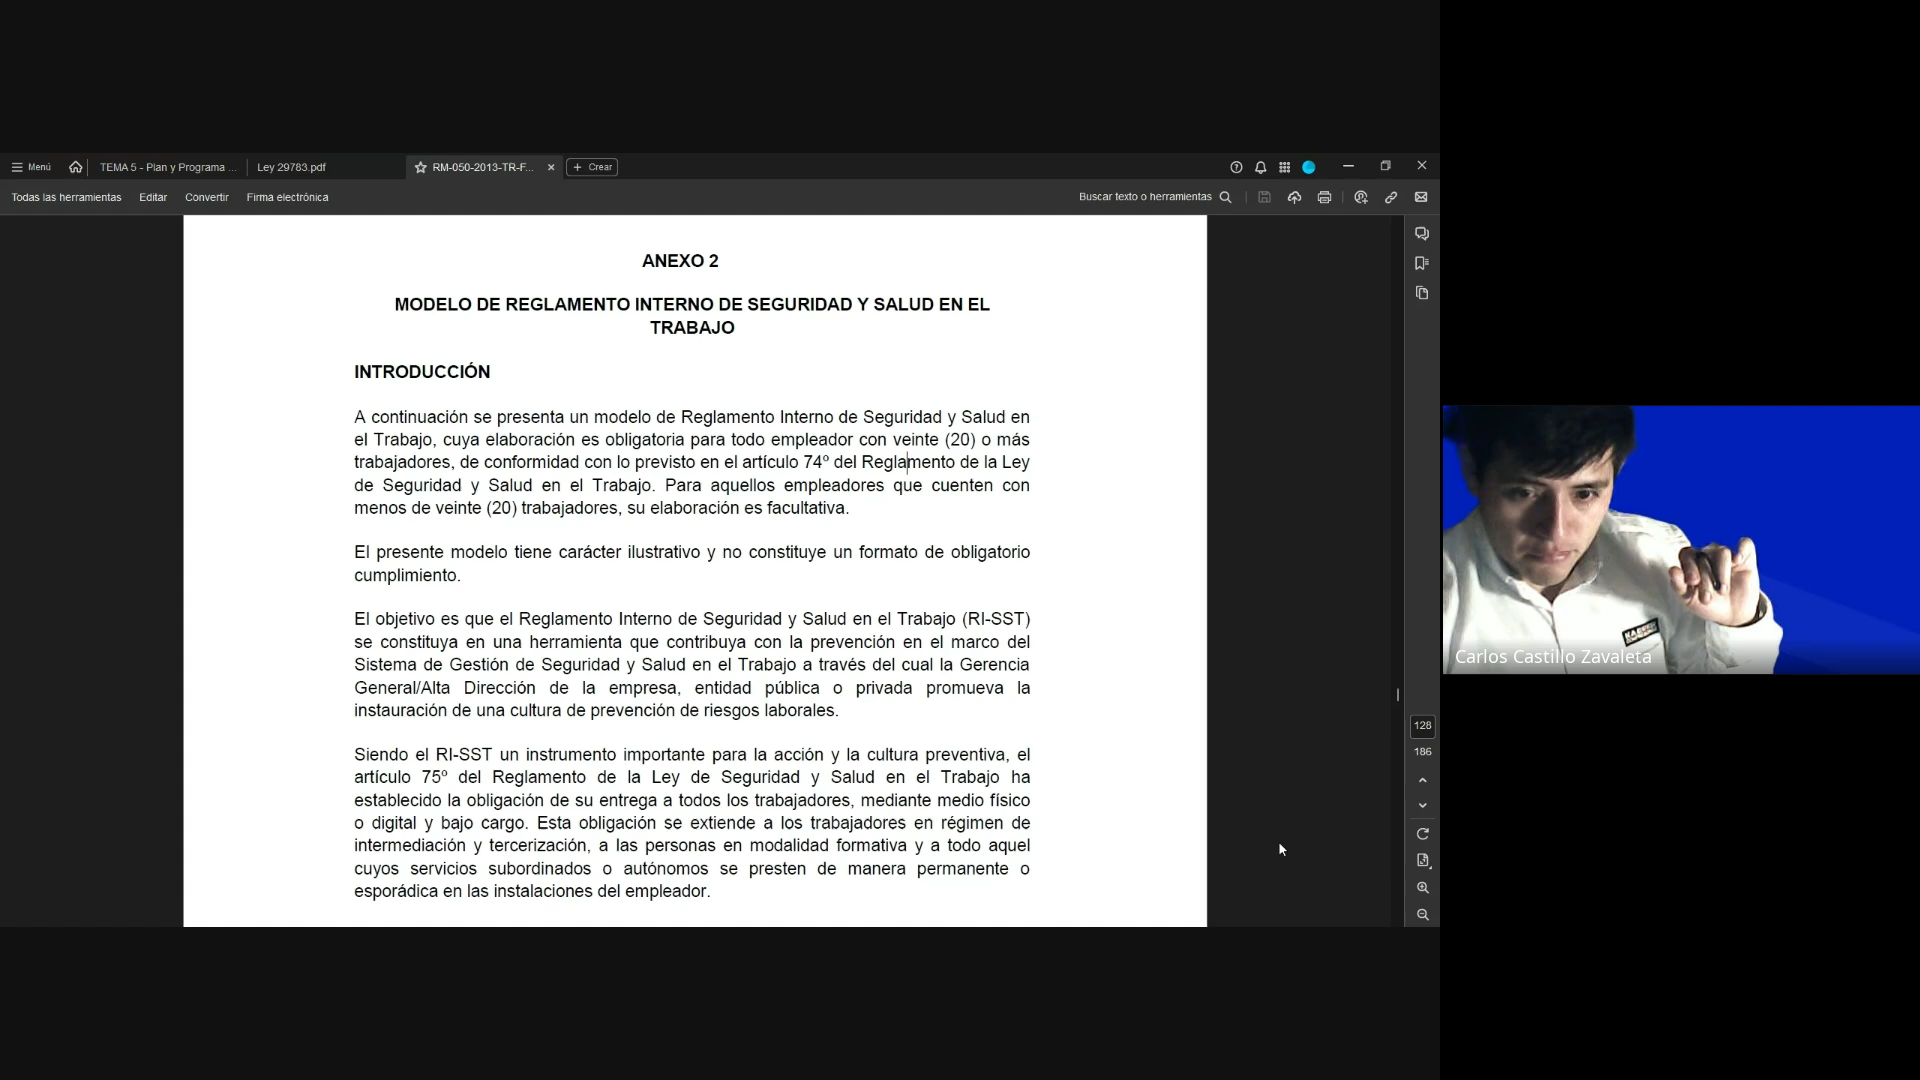 Menú
TEMA 5 - Plan y Programa ...
Ley 29783.pdf
RM-050-2013-TR-F...
Crear
Todas las herramientas
Editar
Convertir
Firma electrónica
Buscar texto o herramientas
ANEXO 2
MODELO DE REGLAMENTO INTERNO DE SEGURIDAD Y SALUD EN EL
TRABAJO
INTRODUCCIÓN
A continuación se presenta un modelo de Reglamento Interno de Seguridad y Salud en
el Trabajo, cuya elaboración es obligatoria para todo empleador con veinte (20) o más
trabajadores, de conformidad con lo previsto en el artículo 74º del Reglamento de la Ley
de Seguridad y Salud en el Trabajo. Para aquellos empleadores que cuenten con
menos de veinte (20) trabajadores, su elaboración es facultativa.
El presente modelo tiene carácter ilustrativo y no constituye un formato de obligatorio
cumplimiento.
El objetivo es que el Reglamento Interno de Seguridad y Salud en el Trabajo (RI-SST)
se constituya en una herramienta que contribuya con la prevención en el marco del
Sistema de Gestión de Seguridad y Salud en el Trabajo a través del cual la Gerencia
General/Alta Dirección de la empresa, entidad pública o privada promueva la
instauración de una cultura de prevención de riesgos laborales.
Siendo el RI-SST un instrumento importante para la acción y la cultura preventiva, el
artículo 75º del Reglamento de la Ley de Seguridad y Salud en el Trabajo ha
establecido la obligación de su entrega a todos los trabajadores, mediante medio físico
o digital y bajo cargo. Esta obligación se extiende a los trabajadores en régimen de
intermediación y tercerización, a las personas en modalidad formativa y a todo aquel
cuyos servicios subordinados o autónomos se presten de manera permanente o
esporádica en las instalaciones del empleador.
128
186
Carlos Castillo Zavaleta